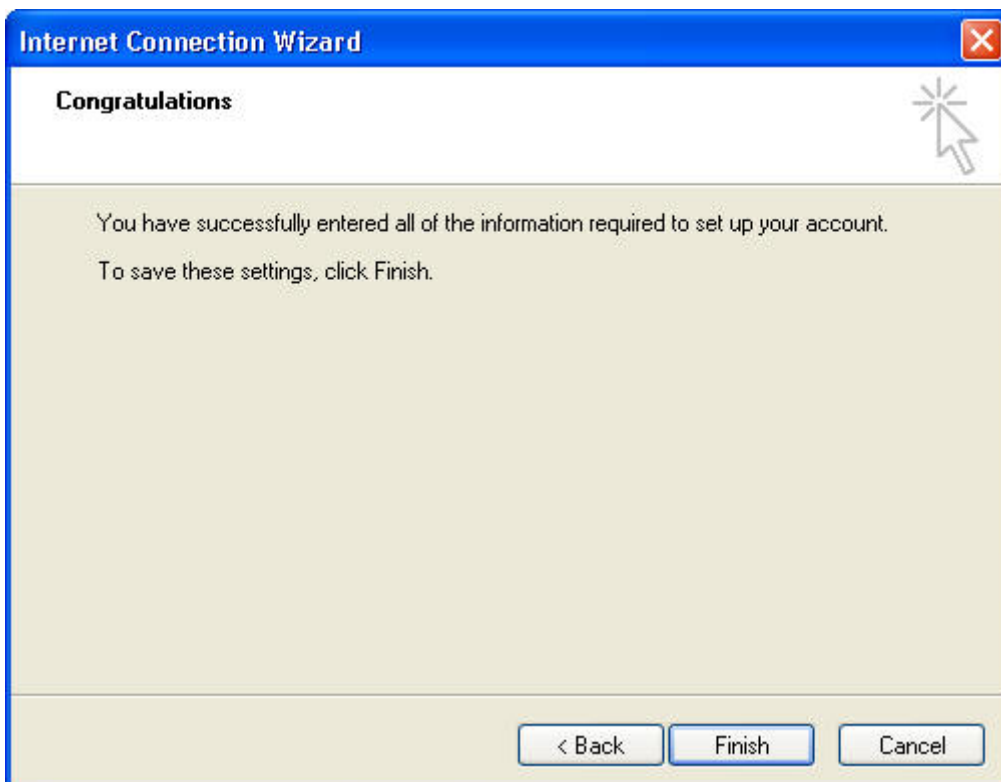 Internet Connection Wizard
Congratulations
You have successfully entered all of the information required to set up your account.
To save these settings, click Finish.
< Back
Finish
Cancel